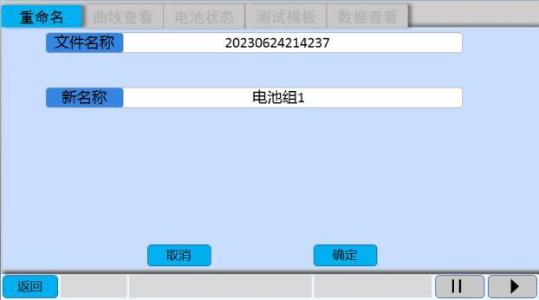 重命名 曲线查看 电池状态 测试模板 数据查看
文件名称 20230624214237
新名称 电池组1
取消 确定
返回